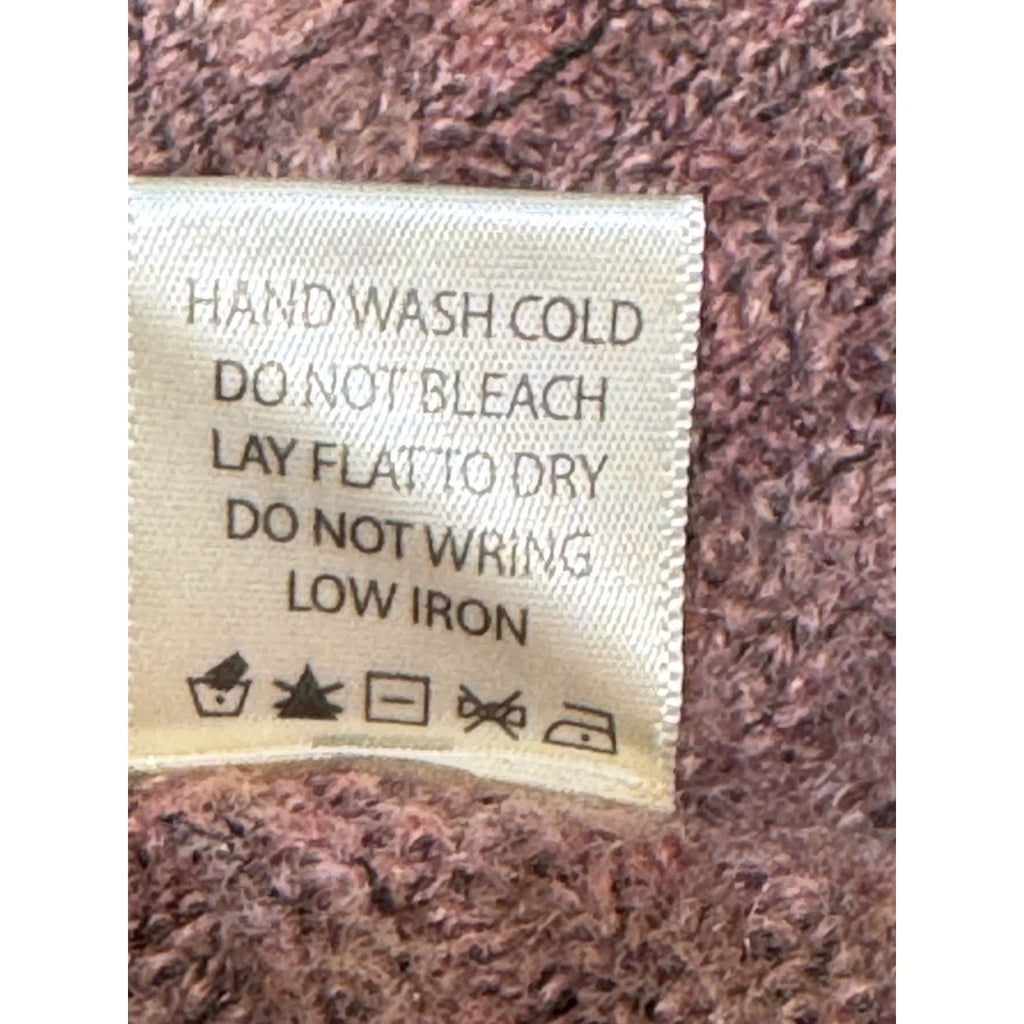 HAND WASH COLD
DO NOT BLEACH
LAY FLAT TO DRY
DO NOT WRING
LOW IRON